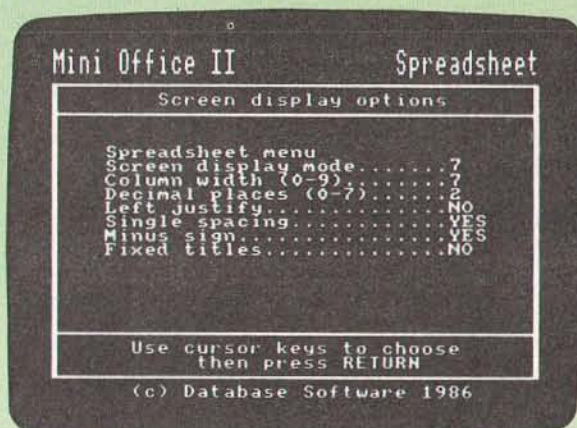 Mini Office II Spreadsheet
Screen display options
Spreadsheet menu
Screen display mode.......7
Column width (0-9)........7
Decimal places (0-7)......2
Left justify..............NO
Single spacing............YES
Minus sign................YES
Fixed titles..............NO
Use cursor keys to choose
then press RETURN
(c) Database Software 1986